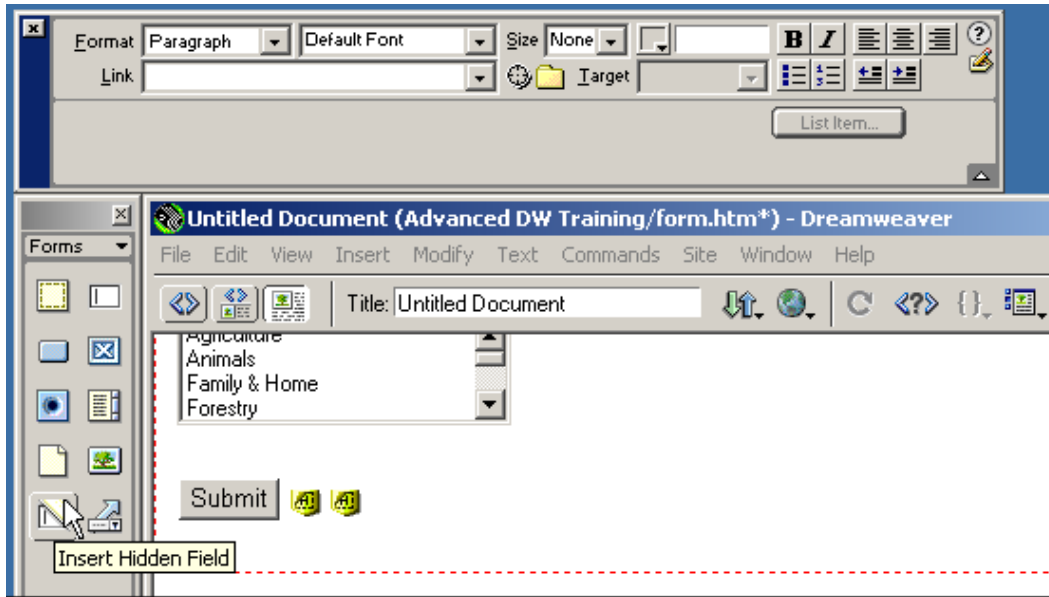 Format Paragraph Default Font Size None B I ?
Link Target
List Item...
Untitled Document (Advanced DW Training/form.htm*) - Dreamweaver
Forms
File Edit View Insert Modify Text Commands Site Window Help
Title: Untitled Document
Agriculture
Animals
Family & Home
Forestry
Submit
Insert Hidden Field